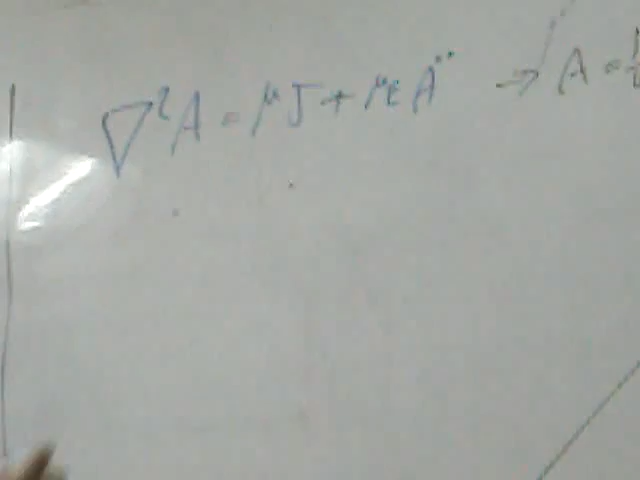 ∇²A = μJ + με Ä → A =